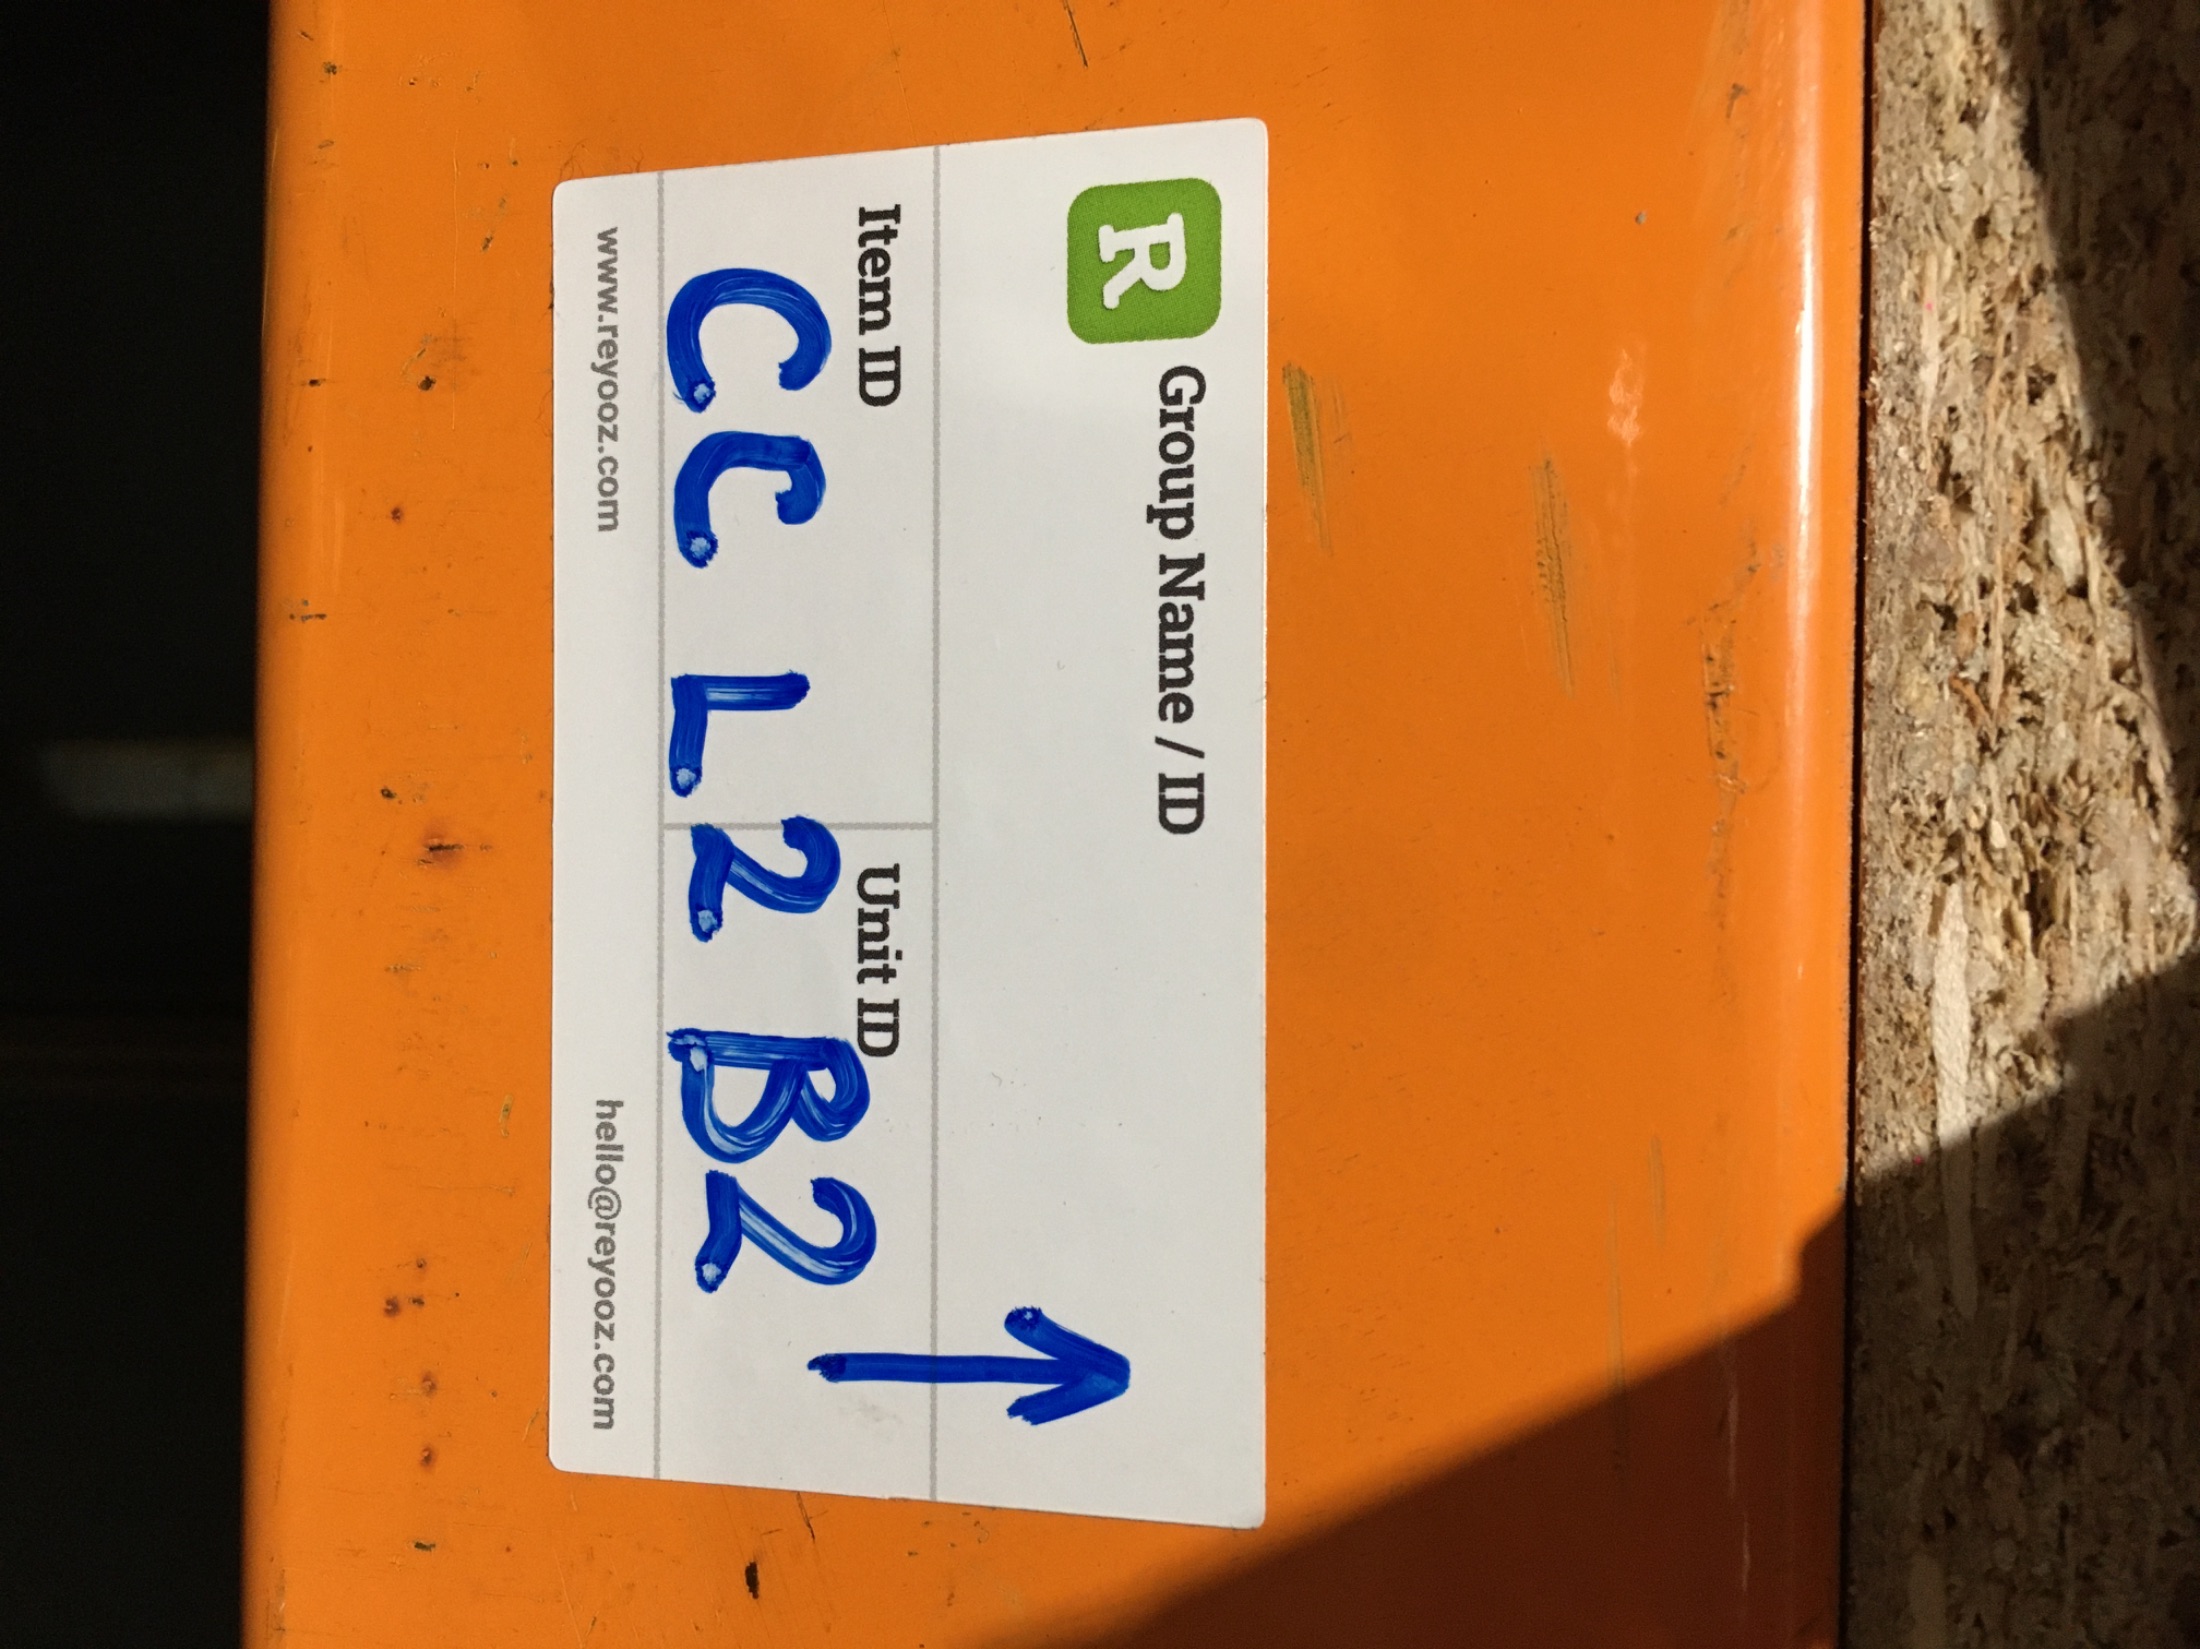 R Group Name / ID
Item ID Unit ID
CC L2 B2 ↑
www.reyooz.com hello@reyooz.com